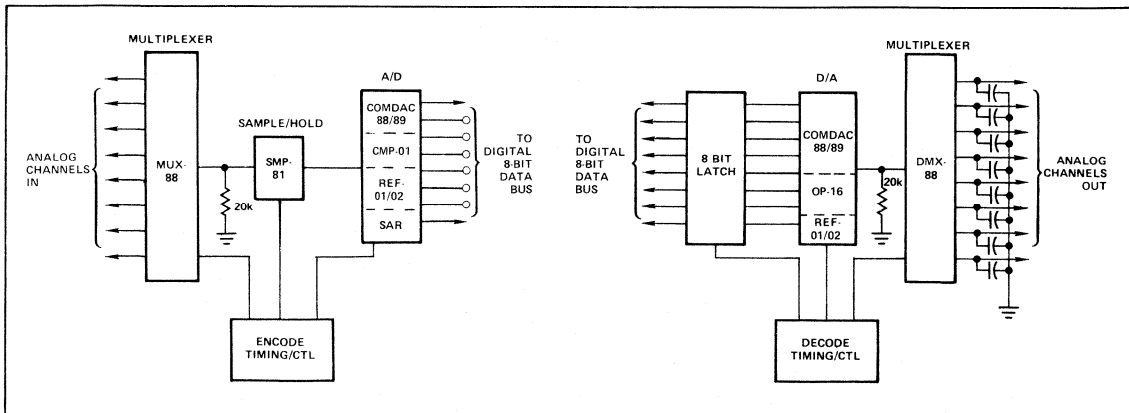 MULTIPLEXER
MUX-
88
ANALOG
CHANNELS
IN
20k
SAMPLE/HOLD
SMP-
81
A/D
COMDAC
88/89
CMP-01
REF-
01/02
SAR
TO
DIGITAL
8-BIT
DATA
BUS
ENCODE
TIMING/CTL
TO
DIGITAL
8-BIT
DATA
BUS
8 BIT
LATCH
D/A
COMDAC
88/89
OP-16
REF-
01/02
20k
MULTIPLEXER
DMX-
88
ANALOG
CHANNELS
OUT
DECODE
TIMING/CTL